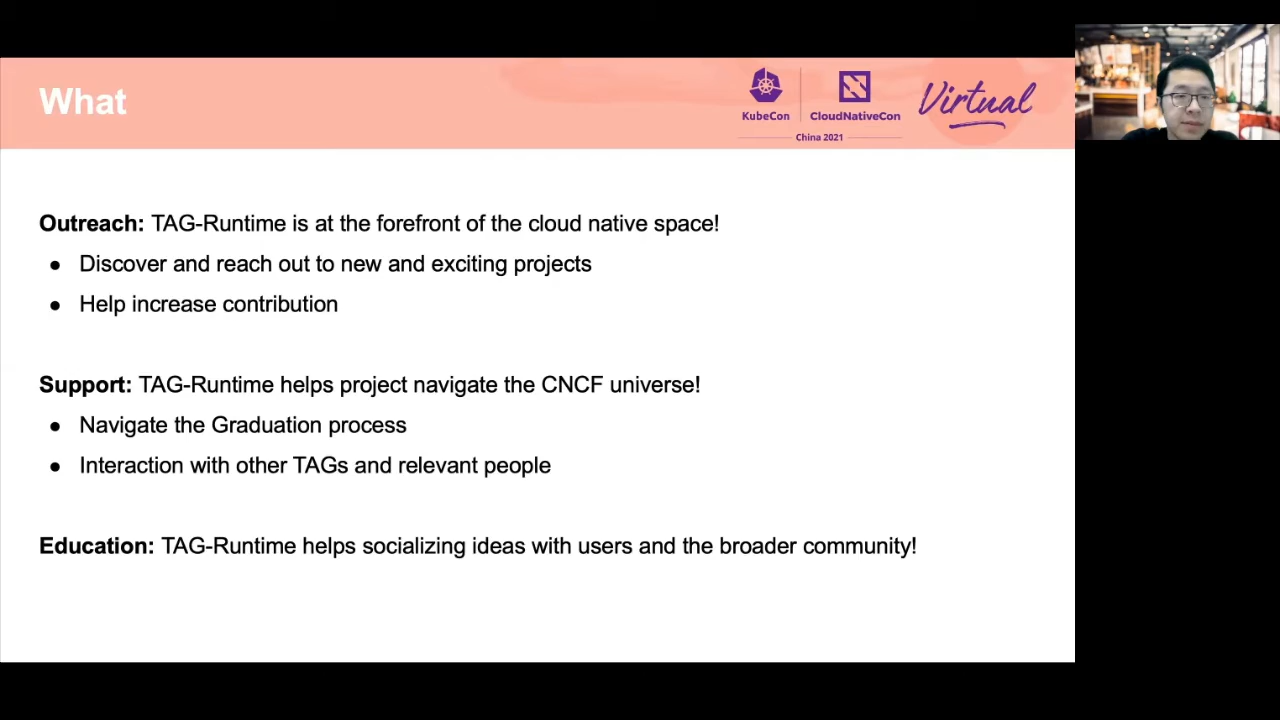 What
KubeCon
CloudNativeCon
China 2021
Virtual
Outreach: TAG-Runtime is at the forefront of the cloud native space!
● Discover and reach out to new and exciting projects
● Help increase contribution
Support: TAG-Runtime helps project navigate the CNCF universe!
● Navigate the Graduation process
● Interaction with other TAGs and relevant people
Education: TAG-Runtime helps socializing ideas with users and the broader community!